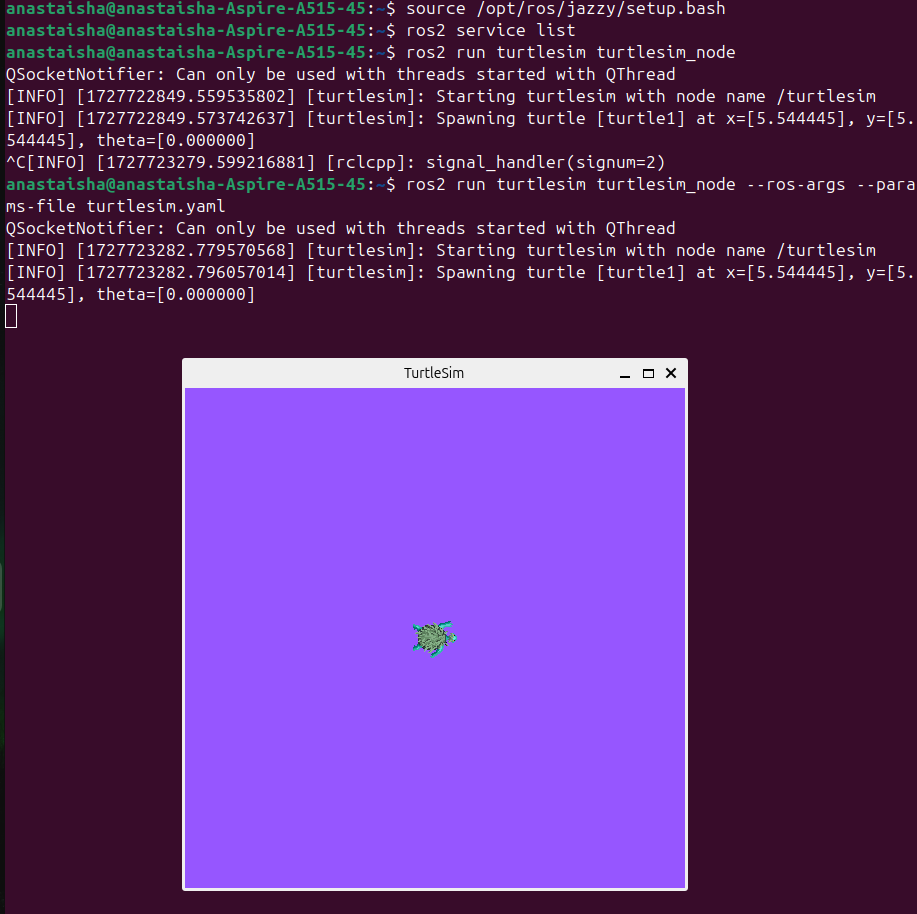 anastaisha@anastaisha-Aspire-A515-45:~$ source /opt/ros/jazzy/setup.bash
anastaisha@anastaisha-Aspire-A515-45:~$ ros2 service list
anastaisha@anastaisha-Aspire-A515-45:~$ ros2 run turtlesim turtlesim_node
QSocketNotifier: Can only be used with threads started with QThread
[INFO] [1727722849.559535802] [turtlesim]: Starting turtlesim with node name /turtlesim
[INFO] [1727722849.573742637] [turtlesim]: Spawning turtle [turtle1] at x=[5.544445], y=[5.
544445], theta=[0.000000]
^C[INFO] [1727723279.599216881] [rclcpp]: signal_handler(signum=2)
anastaisha@anastaisha-Aspire-A515-45:~$ ros2 run turtlesim turtlesim_node --ros-args --para
ms-file turtlesim.yaml
QSocketNotifier: Can only be used with threads started with QThread
[INFO] [1727723282.779570568] [turtlesim]: Starting turtlesim with node name /turtlesim
[INFO] [1727723282.796057014] [turtlesim]: Spawning turtle [turtle1] at x=[5.544445], y=[5.
544445], theta=[0.000000]
TurtleSim